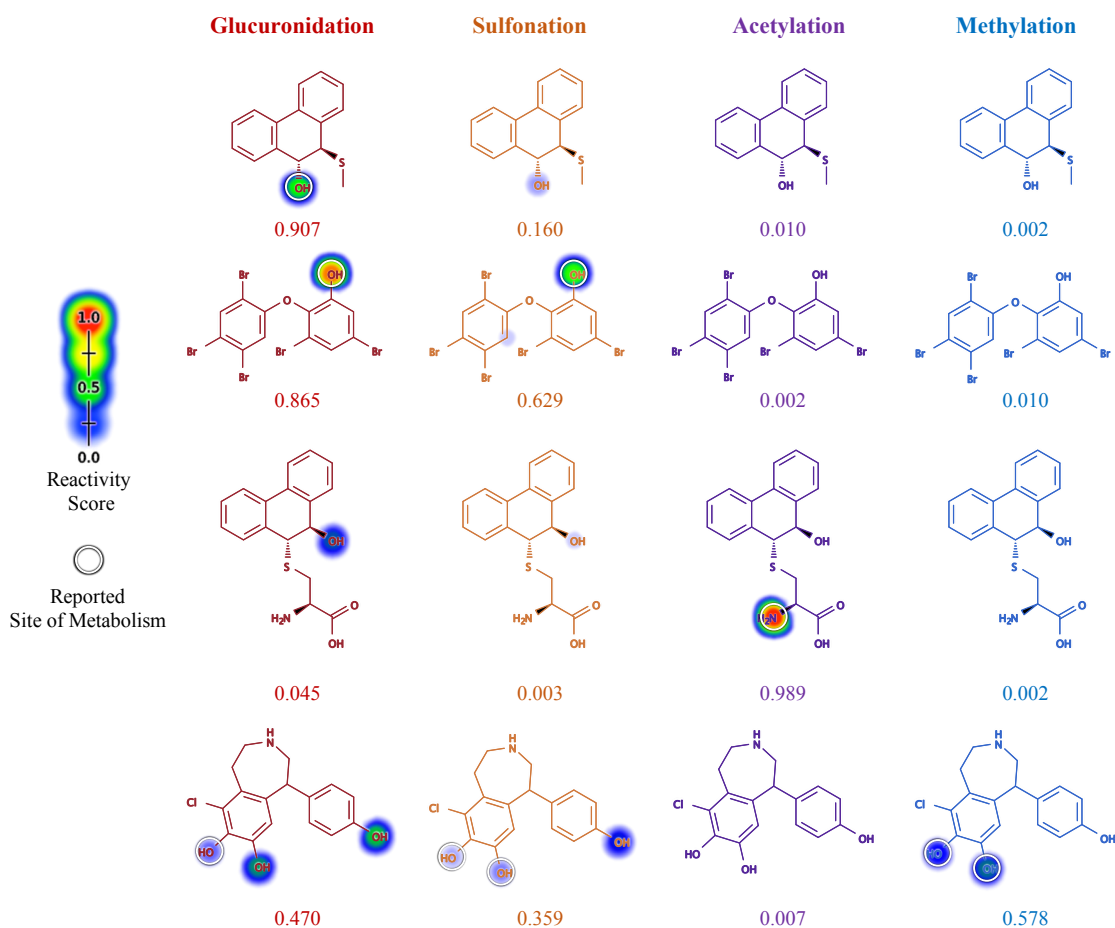 Glucuronidation Sulfonation Acetylation Methylation
S S S S
OH OH OH OH
0.907 0.160 0.010 0.002
OH OH OH OH
Br Br Br Br
O O O O
Br Br Br Br Br Br Br Br Br Br Br Br
Br Br Br Br
0.865 0.629 0.002 0.010
1.0
0.5
0.0
Reactivity
Score
Reported
Site of Metabolism
OH OH OH OH
S S S S
O O O O
H₂N H₂N H₂N H₂N
OH OH OH OH
0.045 0.003 0.989 0.002
H H H H
N N N N
Cl Cl Cl Cl
OH OH OH OH
HO HO HO HO
OH OH OH OH
0.470 0.359 0.007 0.578